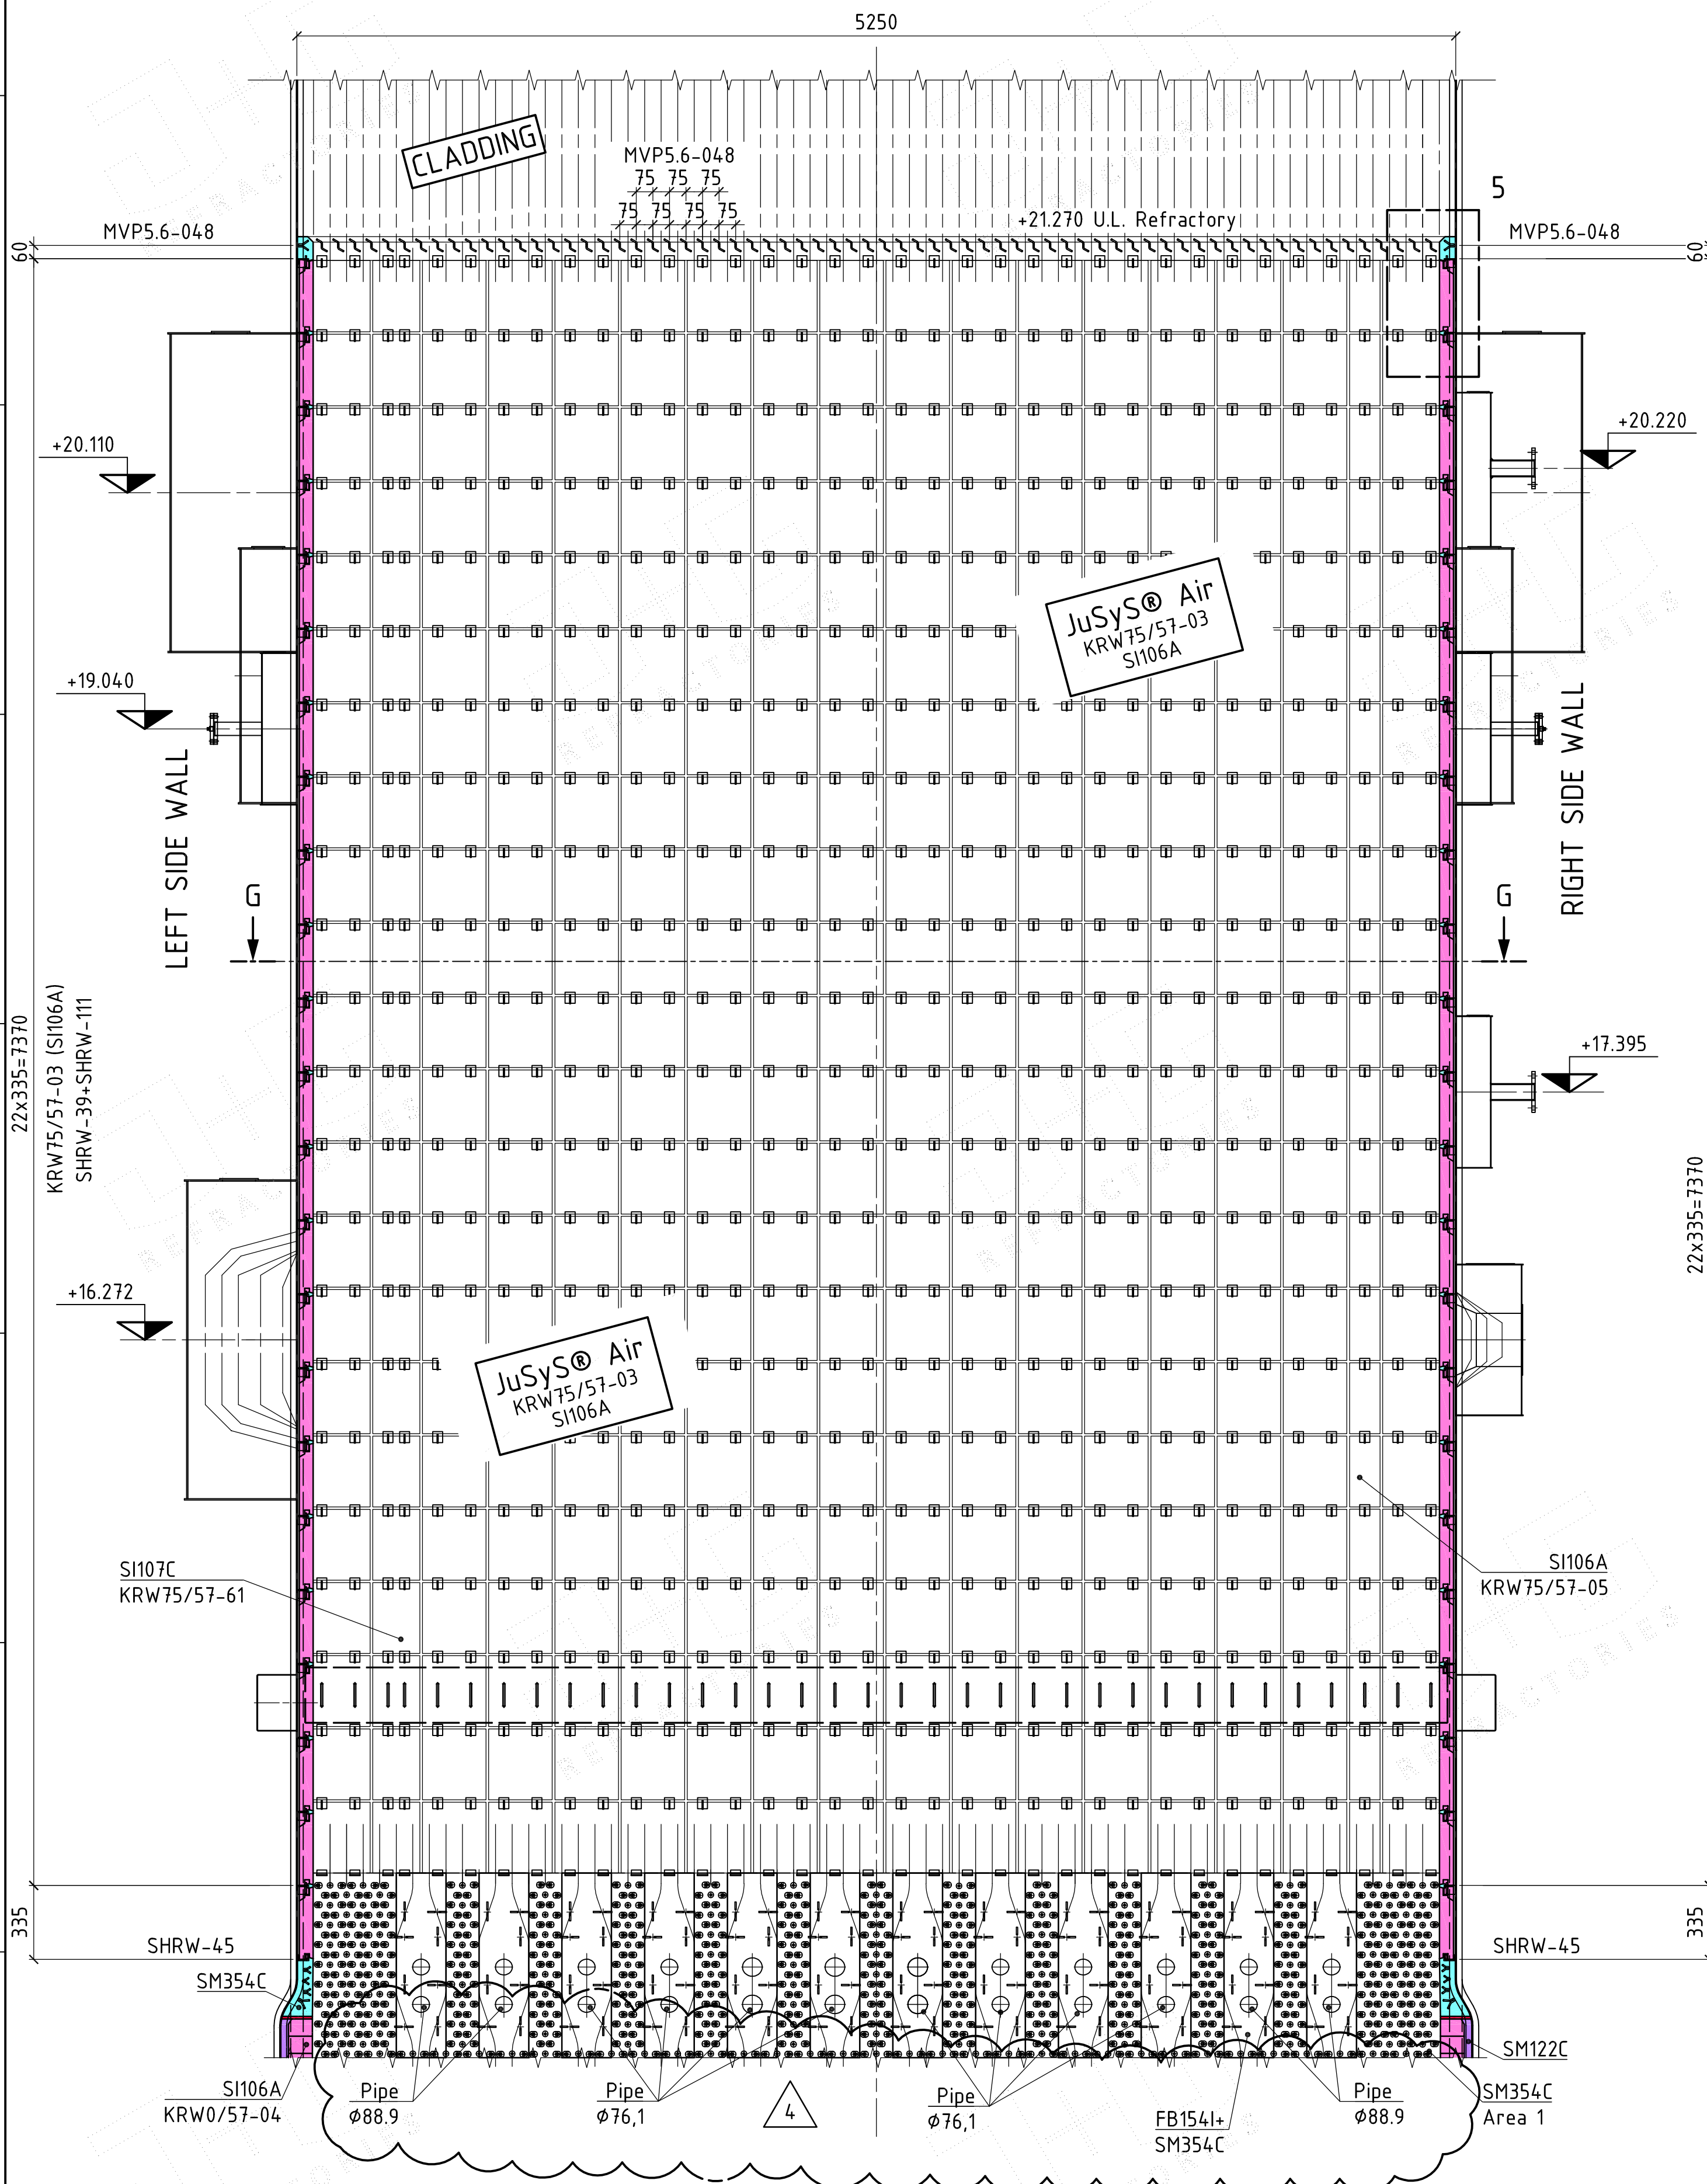 5250
CLADDING
MVP5.6-048
75 75 75
75 75 75 75
5
+21.270 U.L. Refractory
MVP5.6-048
MVP5.6-048
60
60
+20.110
+20.220
JuSyS® Air
KRW75/57-03
SI106A
+19.040
LEFT SIDE WALL
RIGHT SIDE WALL
G
G
22x335=7370
KRW75/57-03 (SI106A)
SHRW-39+SHRW-111
+17.395
22x335=7370
+16.272
JuSyS® Air
KRW75/57-03
SI106A
SI107C
KRW75/57-61
SI106A
KRW75/57-05
335
335
SHRW-45
SHRW-45
SM354C
SM122C
SI106A
KRW0/57-04
Pipe
Ø88.9
Pipe
Ø76,1
4
Pipe
Ø76,1
FB154I+
SM354C
Pipe
Ø88.9
SM354C
Area 1
REFRACTORIES